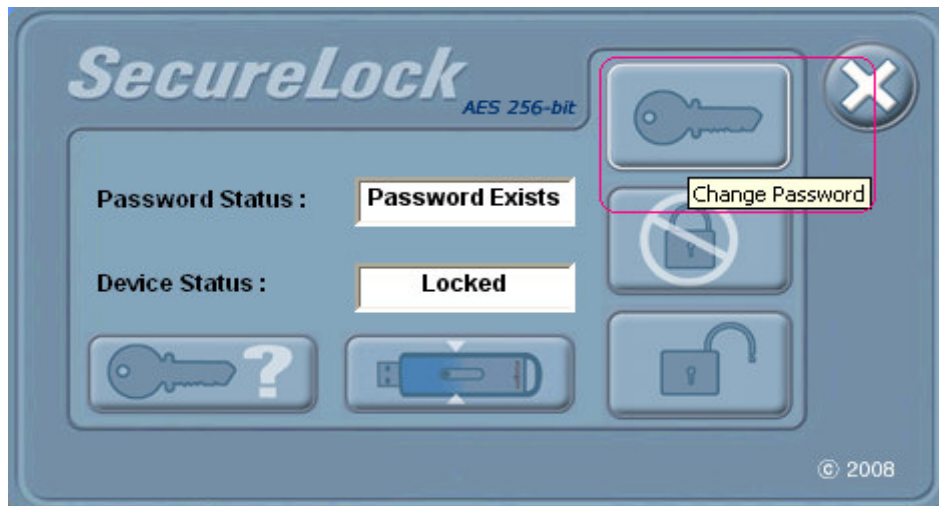 SecureLock
AES 256-bit
Password Status :
Password Exists
Change Password
Device Status :
Locked
?
© 2008